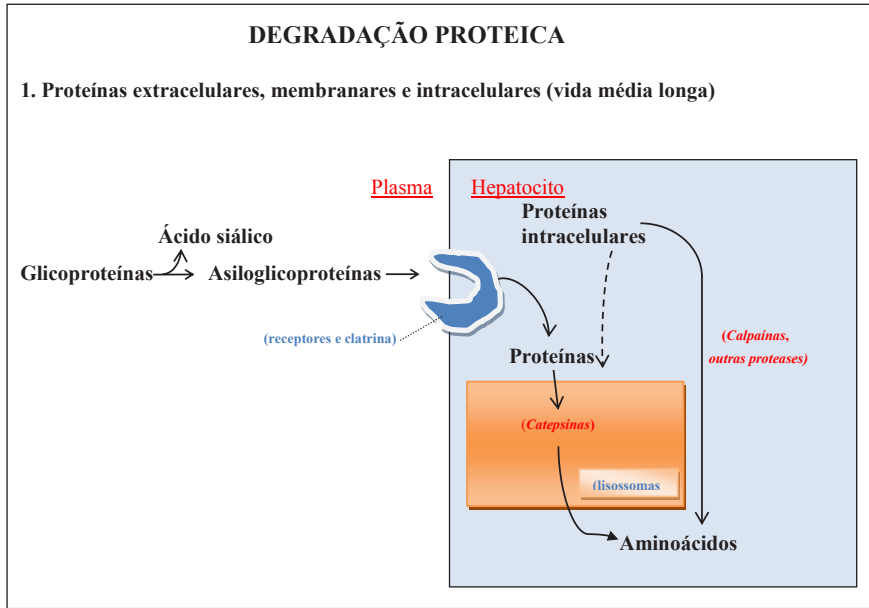 DEGRADAÇÃO PROTEICA
1. Proteínas extracelulares, membranares e intracelulares (vida média longa)
Plasma
Hepatocito
Proteínas
intracelulares
Ácido siálico
Glicoproteínas
Asiloglicoproteínas
(receptores e clatrina)
(Calpaínas,
outras proteases)
Proteínas
(Catepsinas)
(lisossomas
Aminoácidos